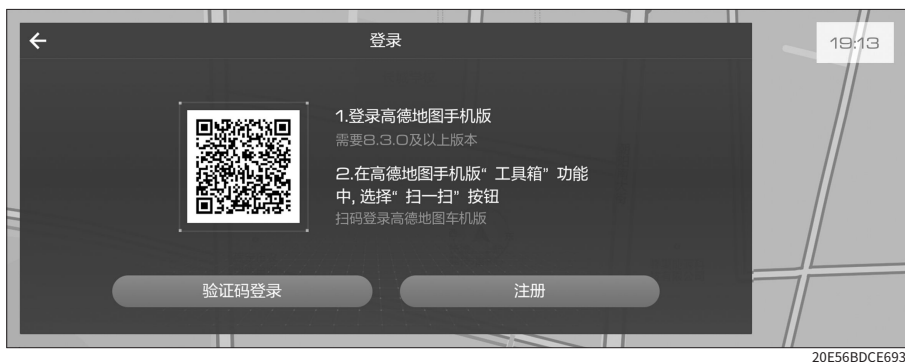 登录
19:13
1.登录高德地图手机版
需要8.3.0及以上版本
2.在高德地图手机版“ 工具箱”功能
中, 选择“ 扫一扫”按钮
扫码登录高德地图车机版
验证码登录
注册
20E56BDCE693